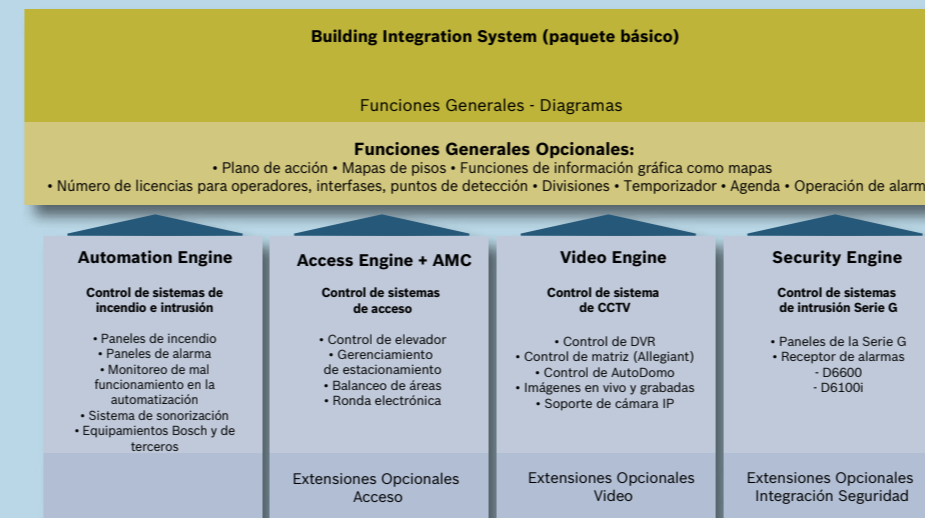 Building Integration System (paquete básico)
Funciones Generales - Diagramas
Funciones Generales Opcionales:
• Plano de acción • Mapas de pisos • Funciones de información gráfica como mapas
• Número de licencias para operadores, interfases, puntos de detección • Divisiones • Temporizador • Agenda • Operación de alarm
Automation Engine
Control de sistemas de
incendio e intrusión
• Paneles de incendio
• Paneles de alarma
• Monitoreo de mal
funcionamiento en la
automatización
• Sistema de sonorización
• Equipamientos Bosch y de
terceros
Access Engine + AMC
Control de sistemas
de acceso
• Control de elevador
• Gerenciamiento
de estacionamiento
• Balanceo de áreas
• Ronda electrónica
Extensiones Opcionales
Acceso
Video Engine
Control de sistema
de CCTV
• Control de DVR
• Control de matriz (Allegiant)
• Control de AutoDomo
• Imágenes en vivo y grabadas
• Soporte de cámara IP
Extensiones Opcionales
Video
Security Engine
Control de sistemas
de intrusión Serie G
• Paneles de la Serie G
• Receptor de alarmas
- D6600
- D6100i
Extensiones Opcionales
Integración Seguridad